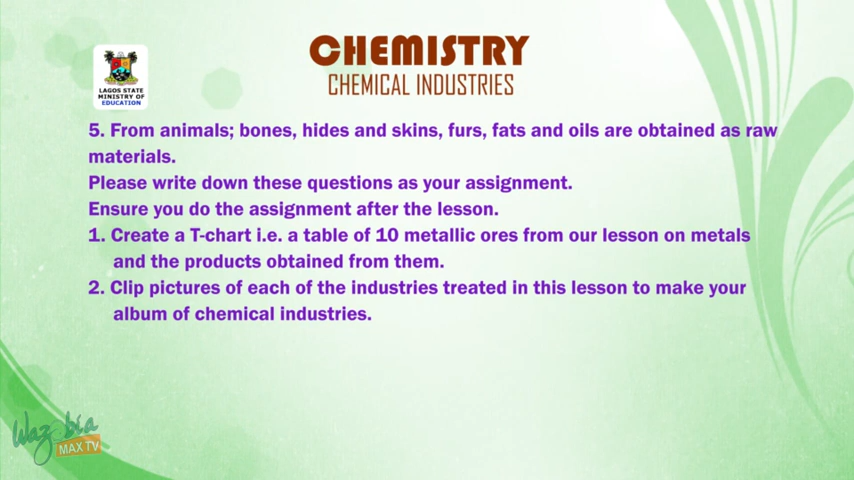 CHEMISTRY
CHEMICAL INDUSTRIES
LAGOS STATE
MINISTRY OF
EDUCATION
5. From animals; bones, hides and skins, furs, fats and oils are obtained as raw
materials.
Please write down these questions as your assignment.
Ensure you do the assignment after the lesson.
1. Create a T-chart i.e. a table of 10 metallic ores from our lesson on metals
and the products obtained from them.
2. Clip pictures of each of the industries treated in this lesson to make your
album of chemical industries.
Wazobia
MAX TV